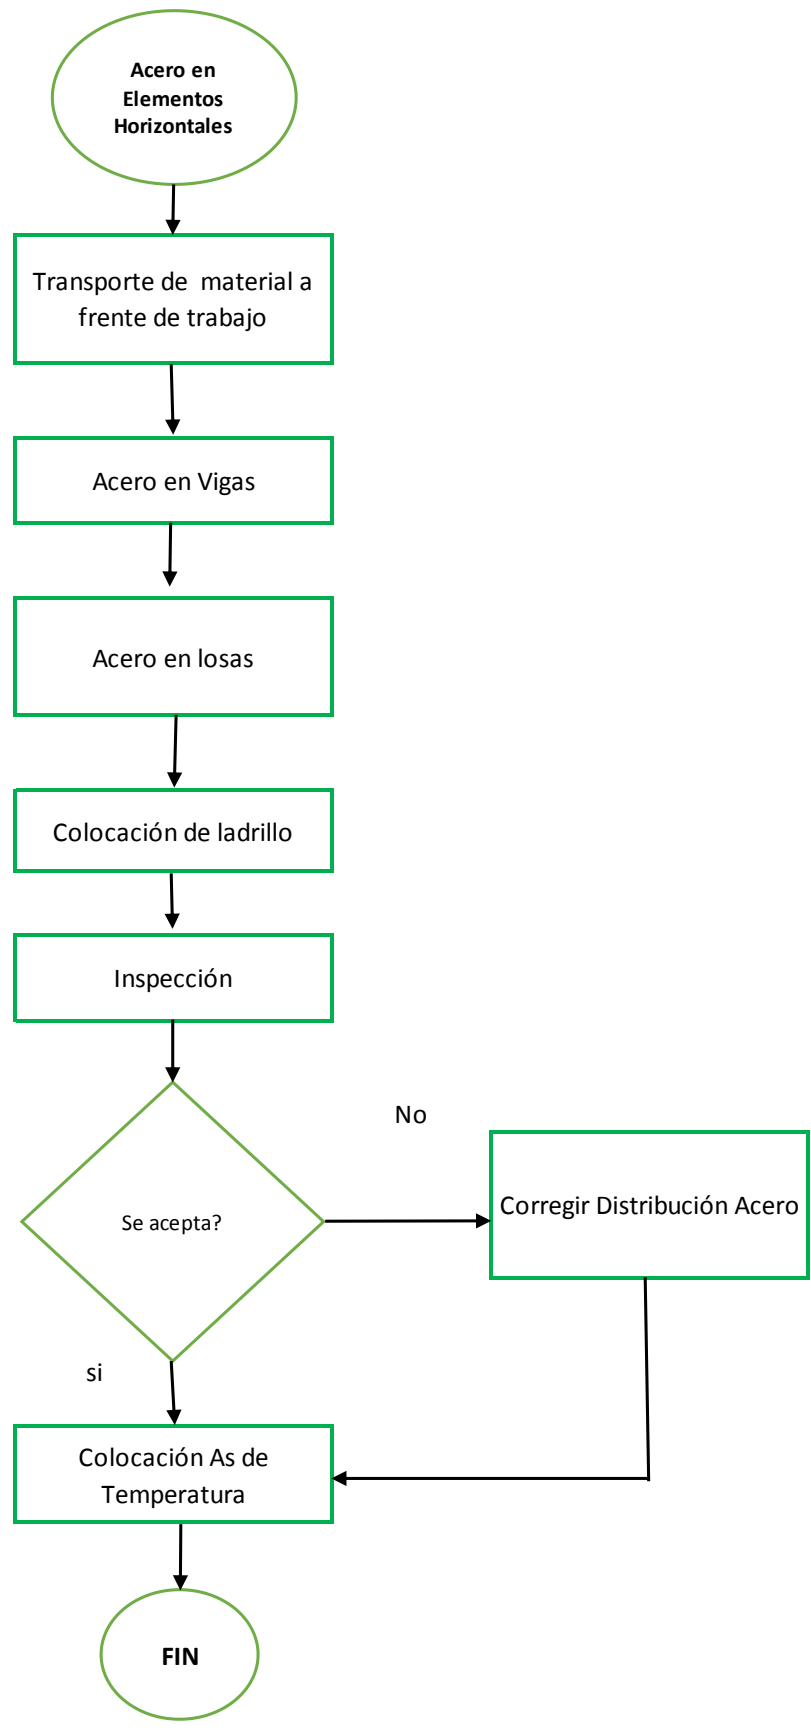 Acero en
Elementos
Horizontales
Transporte de material a
frente de trabajo
Acero en Vigas
Acero en losas
Colocación de ladrillo
Inspección
No
Corregir Distribución Acero
Se acepta?
si
Colocación As de
Temperatura
FIN